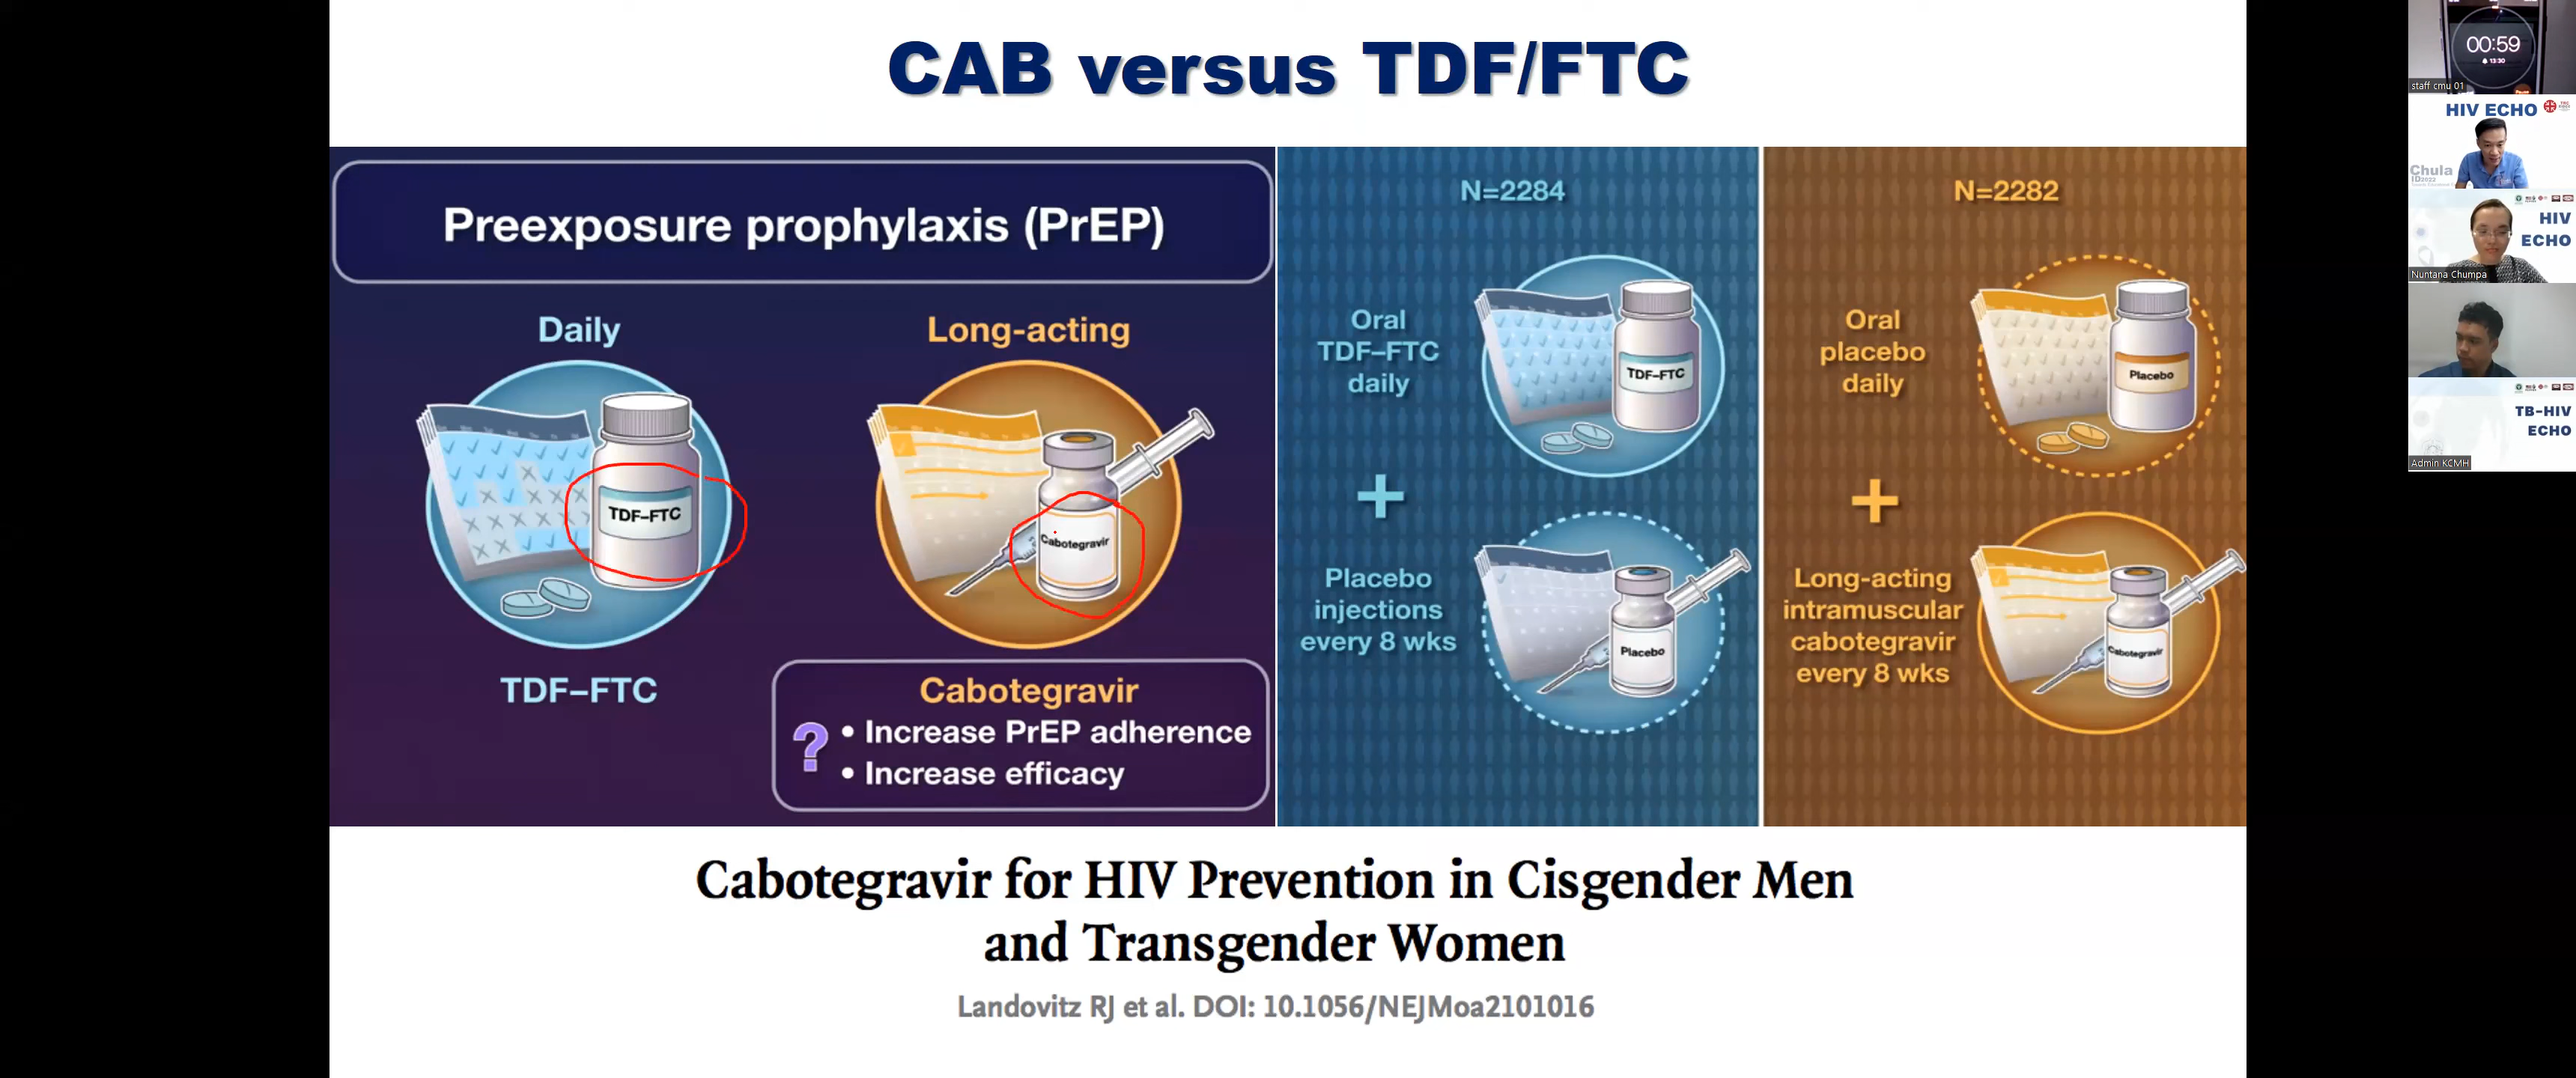 CAB versus TDF/FTC
Preexposure prophylaxis (PrEP)
Daily
Long-acting
TDF–FTC
Cabotegravir
TDF–FTC
Cabotegravir
? • Increase PrEP adherence
• Increase efficacy
N=2284
Oral
TDF–FTC
daily
TDF–FTC
+
Placebo
injections
every 8 wks
Placebo
N=2282
Oral
placebo
daily
Placebo
+
Long-acting
intramuscular
cabotegravir
every 8 wks
Cabotegravir
Cabotegravir for HIV Prevention in Cisgender Men
and Transgender Women
Landovitz RJ et al. DOI: 10.1056/NEJMoa2101016
00:59
13:30
staff cmu 01
HIV ECHO
Chula
ID2022
HIV
ECHO
Nuntana Chumpa
TB-HIV
ECHO
Admin KCMH